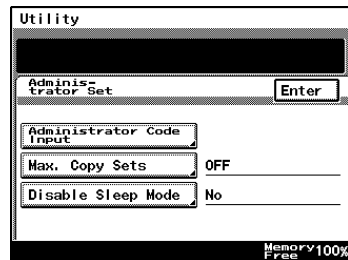 Utility
Adminis-
trator Set
Enter
Administrator Code
Input
Max. Copy Sets OFF
Disable Sleep Mode No
Memory 100%
Free